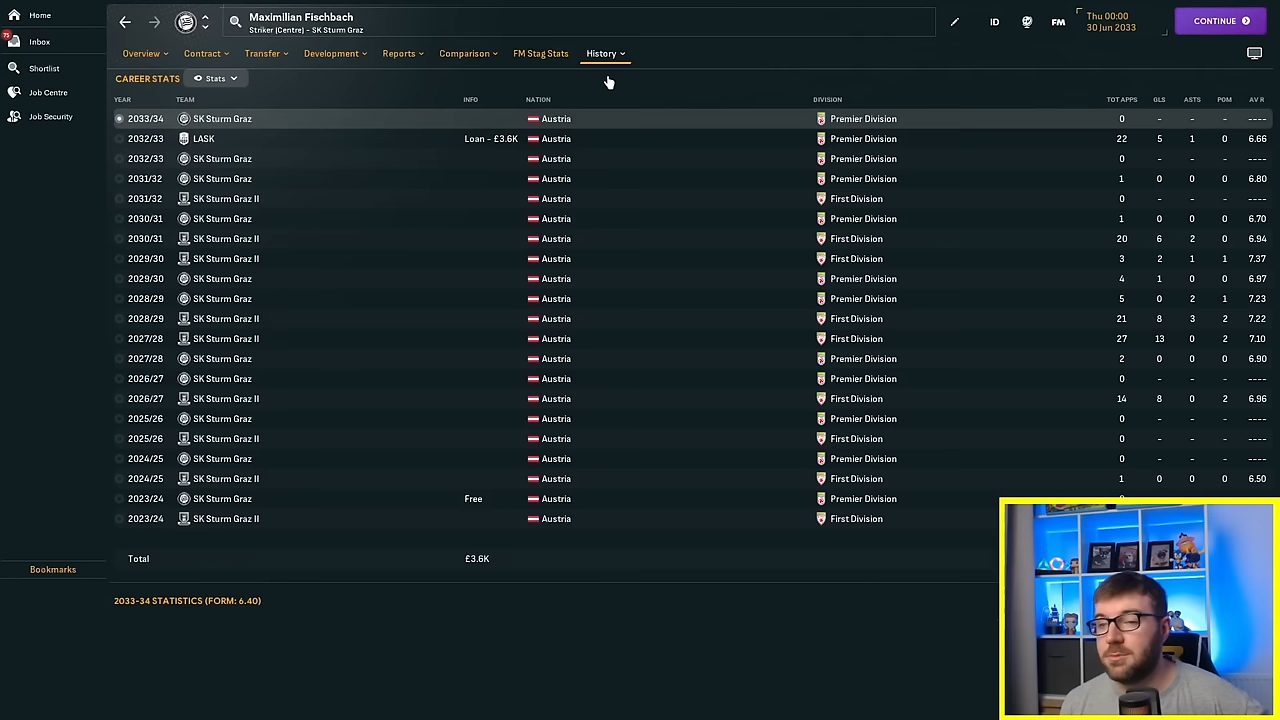 Home
75
Inbox
Shortlist
Job Centre
Job Security
Bookmarks
Maximilian Fischbach
Striker (Centre) - SK Sturm Graz
ID
FM
Thu 00:00
30 Jun 2033
CONTINUE
Overview Contract Transfer Development Reports Comparison FM Stag Stats History
CAREER STATS Stats
YEAR TEAM INFO NATION DIVISION TOT APPS GLS ASTS POM AV R
2033/34 SK Sturm Graz Austria Premier Division 0 - - - ----
2032/33 LASK Loan - £3.6K Austria Premier Division 22 5 1 0 6.66
2032/33 SK Sturm Graz Austria Premier Division 0 - - - ----
2031/32 SK Sturm Graz Austria Premier Division 1 0 0 0 6.80
2031/32 SK Sturm Graz II Austria First Division 0 - - - ----
2030/31 SK Sturm Graz Austria Premier Division 1 0 0 0 6.70
2030/31 SK Sturm Graz II Austria First Division 20 6 2 0 6.94
2029/30 SK Sturm Graz II Austria First Division 3 2 1 1 7.37
2029/30 SK Sturm Graz Austria Premier Division 4 1 0 0 6.97
2028/29 SK Sturm Graz Austria Premier Division 5 0 2 1 7.23
2028/29 SK Sturm Graz II Austria First Division 21 8 3 2 7.22
2027/28 SK Sturm Graz II Austria First Division 27 13 0 2 7.10
2027/28 SK Sturm Graz Austria Premier Division 2 0 0 0 6.90
2026/27 SK Sturm Graz Austria Premier Division 0 - - - ----
2026/27 SK Sturm Graz II Austria First Division 14 8 0 2 6.96
2025/26 SK Sturm Graz Austria Premier Division 0 - - - ----
2025/26 SK Sturm Graz II Austria First Division 0 - - - ----
2024/25 SK Sturm Graz Austria Premier Division 0 - - - ----
2024/25 SK Sturm Graz II Austria First Division 1 0 0 0 6.50
2023/24 SK Sturm Graz Free Austria Premier Division
2023/24 SK Sturm Graz II Austria First Division
Total £3.6K
2033-34 STATISTICS (FORM: 6.40)